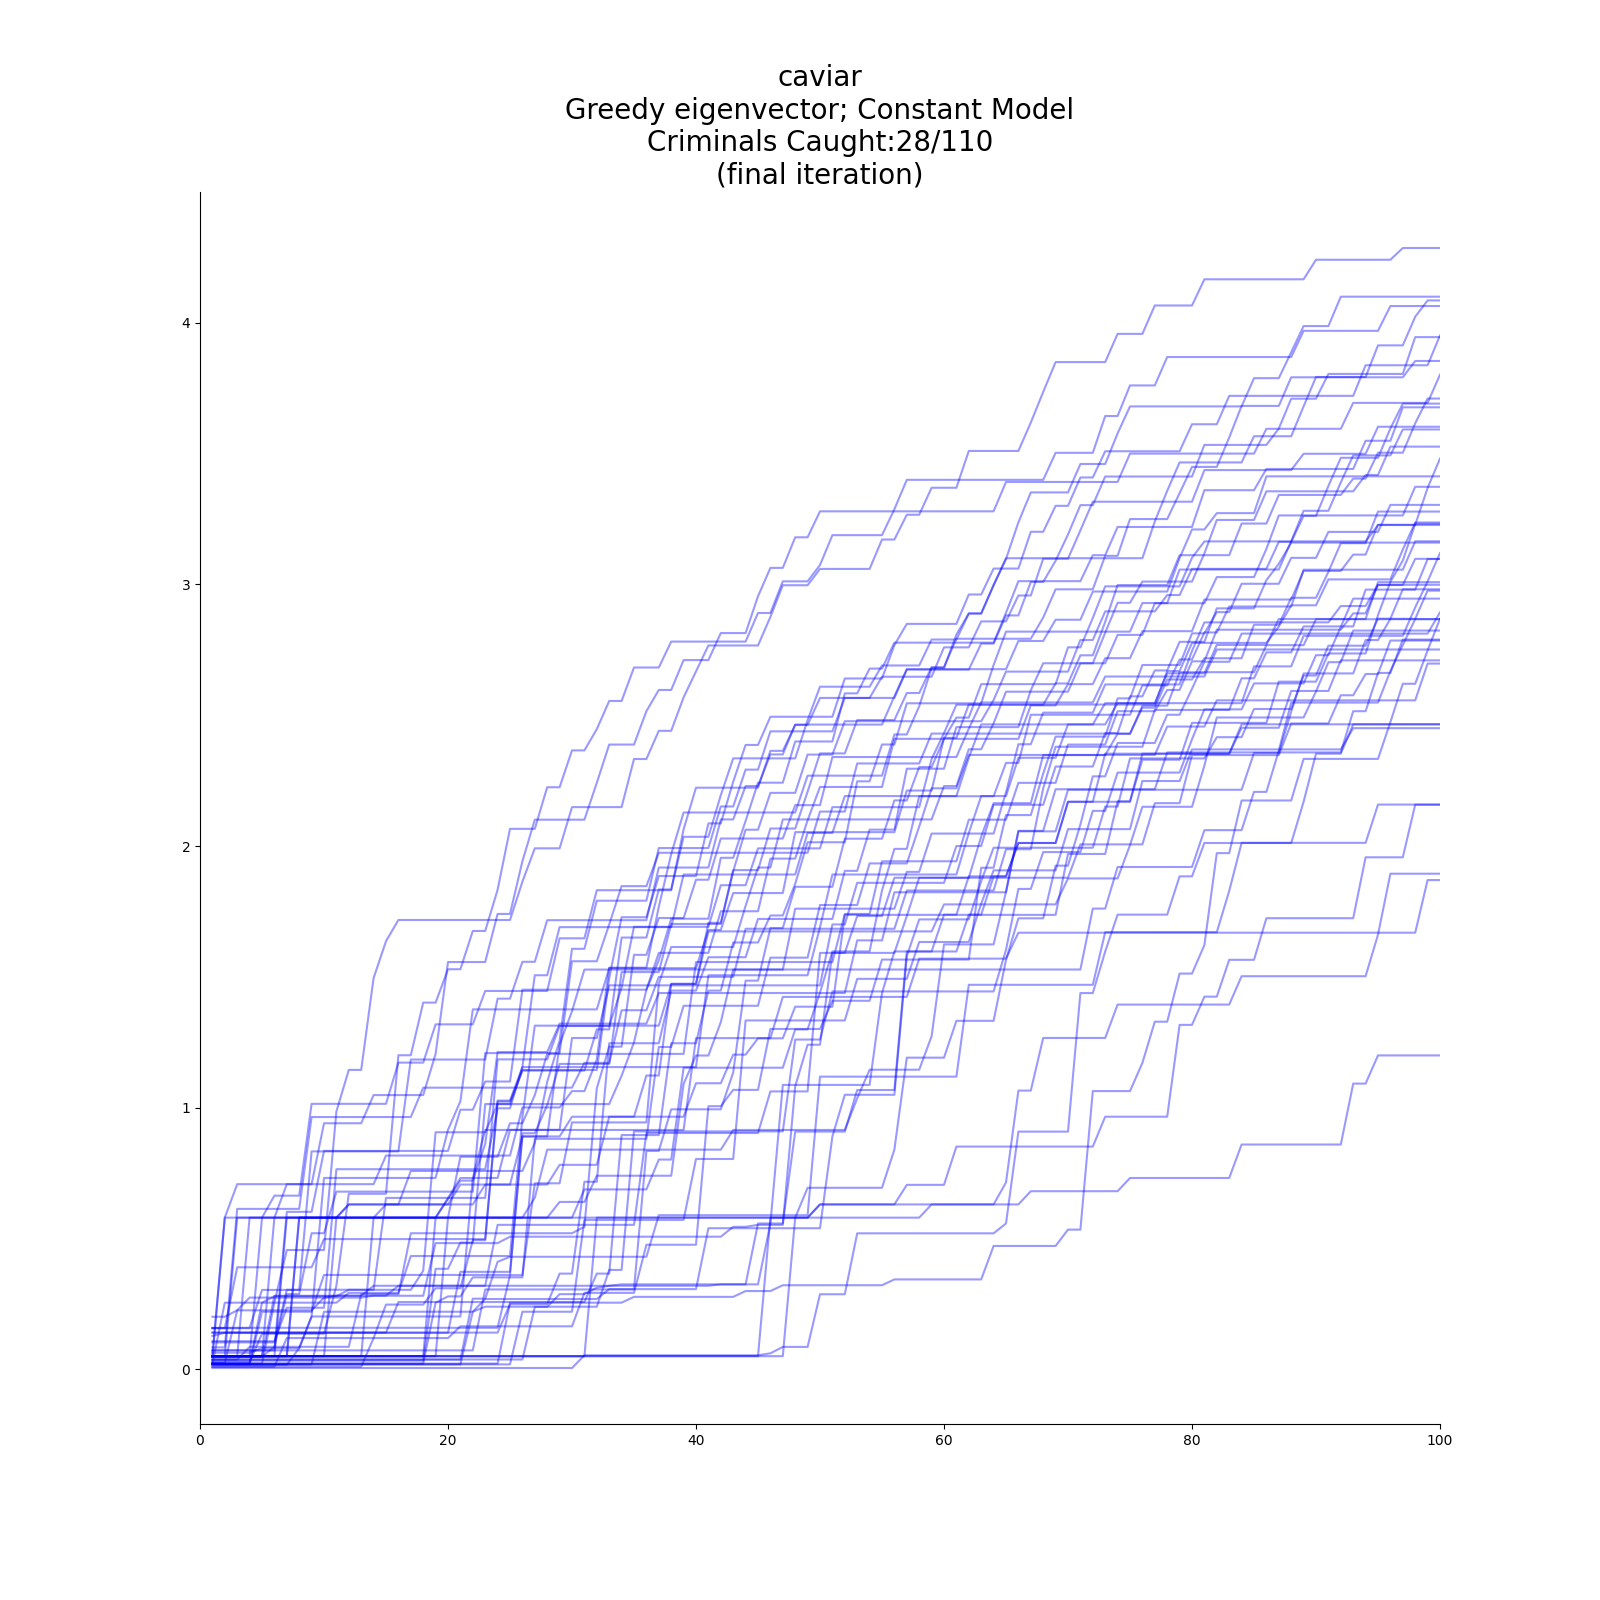 caviar
Greedy eigenvector; Constant Model
Criminals Caught:28/110
(final iteration)
4
3
2
1
0
0 20 40 60 80 100